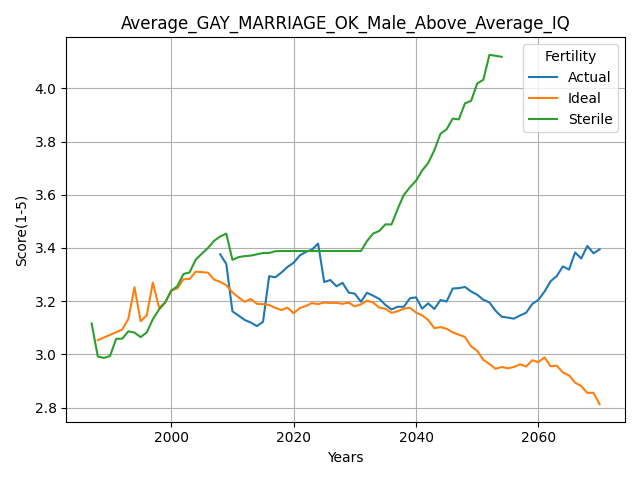 Average_GAY_MARRIAGE_OK_Male_Above_Average_IQ
Fertility
Actual
Ideal
Sterile
Score(1-5)
4.0
3.8
3.6
3.4
3.2
3.0
2.8
2000 2020 2040 2060
Years